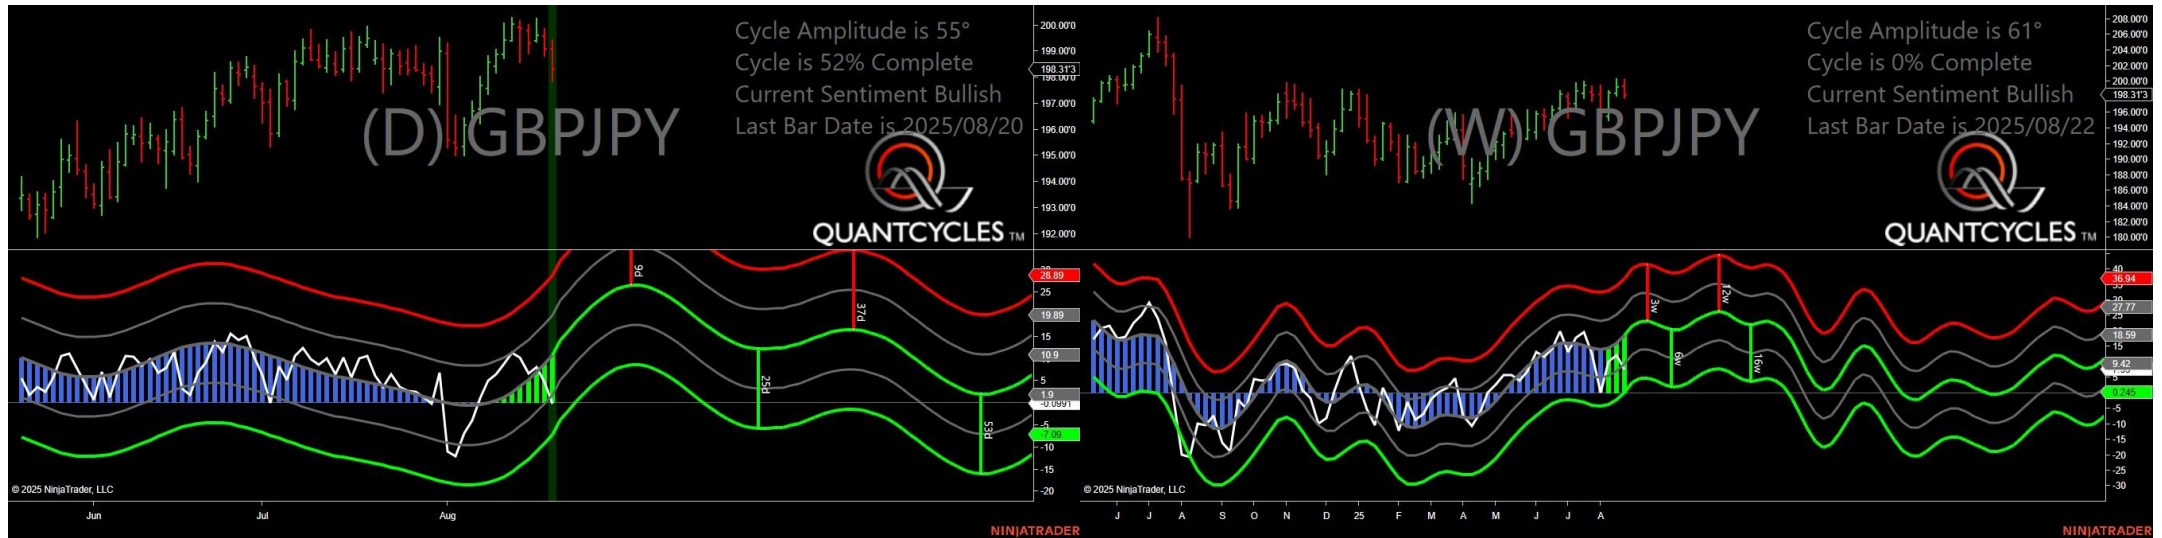 Cycle Amplitude is 55°
Cycle is 52% Complete
Current Sentiment Bullish
Last Bar Date is 2025/08/20
(D) GBPJPY
QUANTCYCLES TM
200.00'0
199.00'0
198.31'3
198.00'0
197.00'0
196.00'0
195.00'0
194.00'0
193.00'0
192.00'0
28.89
25
19.89
15
10.9
5
1.9
-0.0991
-5
-7.09
-10
-15
-20
9d
25d
37d
53d
© 2025 NinjaTrader, LLC
Jun
Jul
Aug
NINJATRADER
Cycle Amplitude is 61°
Cycle is 0% Complete
Current Sentiment Bullish
Last Bar Date is 2025/08/22
(W) GBPJPY
QUANTCYCLES TM
208.00'0
206.00'0
204.00'0
202.00'0
200.00'0
198.31'3
196.00'0
194.00'0
192.00'0
190.00'0
188.00'0
186.00'0
184.00'0
182.00'0
180.00'0
40
36.94
27.77
25
18.59
15
9.42
0.245
-5
-10
-15
-20
-25
-30
3w
6w
12w
16w
© 2025 NinjaTrader, LLC
J
J
A
S
O
N
D
25
F
M
A
M
J
J
A
NINJATRADER